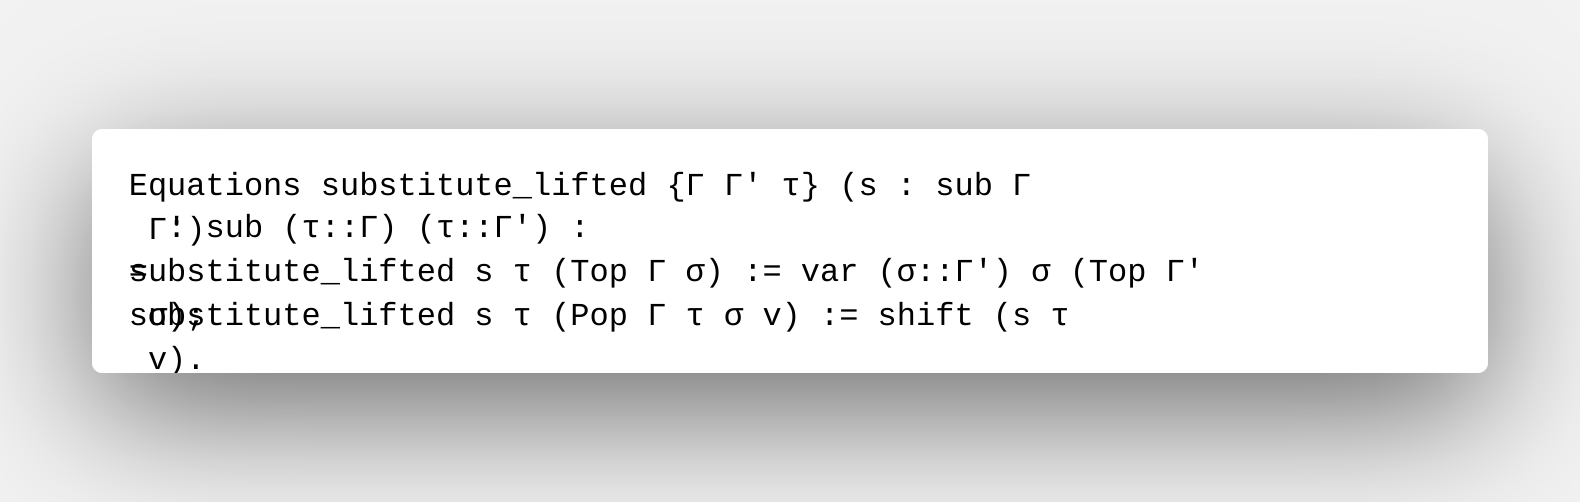 Equations substitute_lifted {Γ Γ' τ} (s : sub Γ
Γ') : sub (τ::Γ) (τ::Γ') :=
substitute_lifted s τ (Top Γ σ) := var (σ::Γ') σ (Top Γ'
σ);
substitute_lifted s τ (Pop Γ τ σ v) := shift (s τ
v).